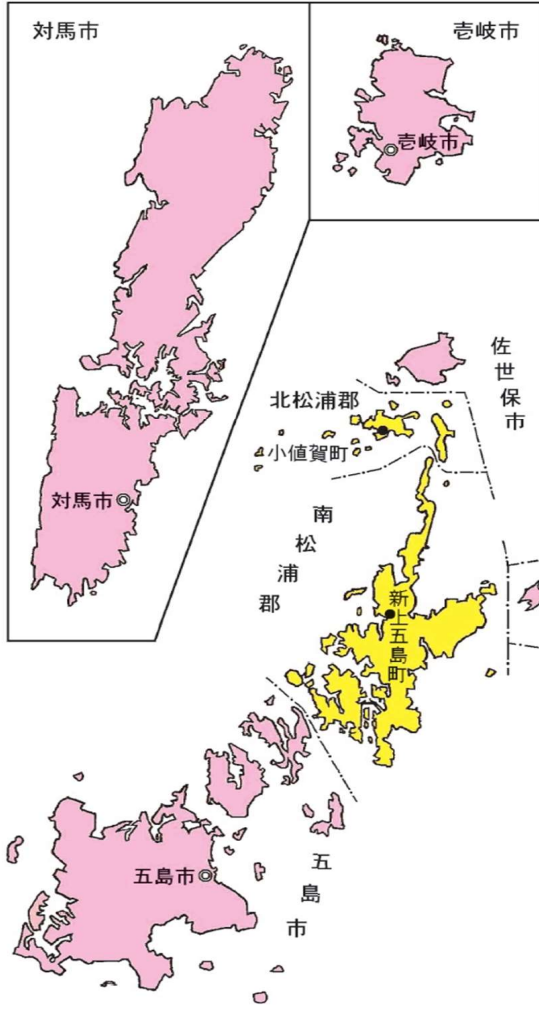 対馬市
壱岐市
壱岐市
佐世保市
北松浦郡
小値賀町
対馬市
南松浦郡
新上五島町
五島市
五島市